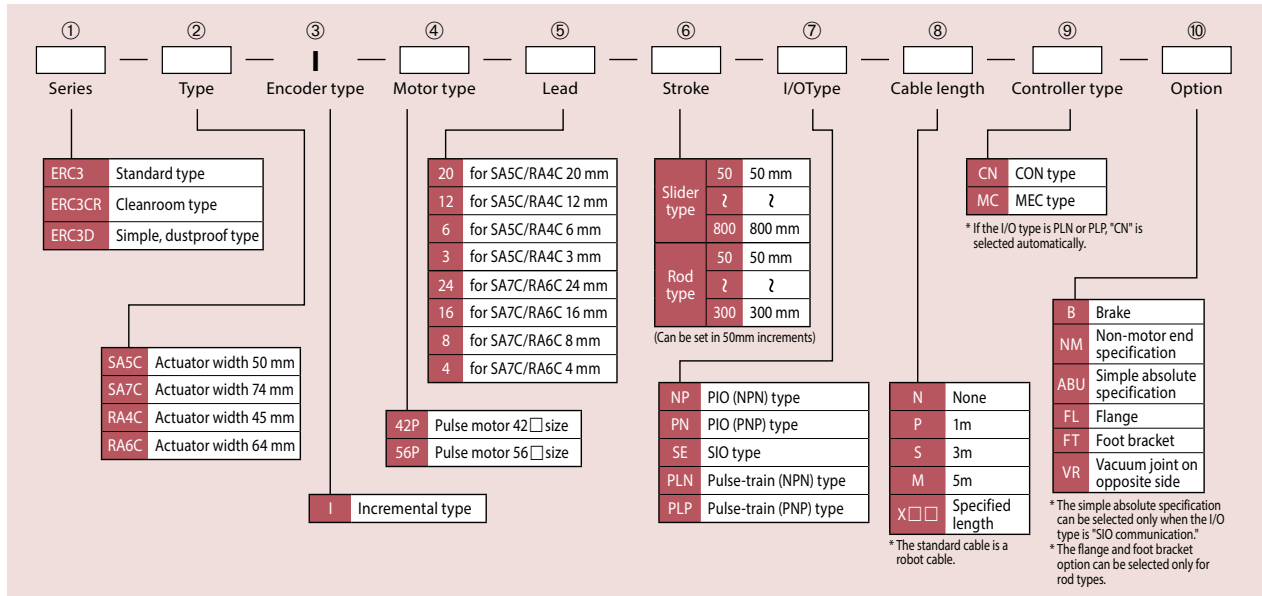 ① ② ③ ④ ⑤ ⑥ ⑦ ⑧ ⑨ ⑩
— — I — — — — — — —
Series Type Encoder type Motor type Lead Stroke I/OType Cable length Controller type Option
ERC3 Standard type
ERC3CR Cleanroom type
ERC3D Simple, dustproof type
SA5C Actuator width 50 mm
SA7C Actuator width 74 mm
RA4C Actuator width 45 mm
RA6C Actuator width 64 mm
I Incremental type
42P Pulse motor 42□size
56P Pulse motor 56□size
20 for SA5C/RA4C 20 mm
12 for SA5C/RA4C 12 mm
6 for SA5C/RA4C 6 mm
3 for SA5C/RA4C 3 mm
24 for SA7C/RA6C 24 mm
16 for SA7C/RA6C 16 mm
8 for SA7C/RA6C 8 mm
4 for SA7C/RA6C 4 mm
Slider
type
50 50 mm
≀ ≀
800 800 mm
Rod
type
50 50 mm
≀ ≀
300 300 mm
(Can be set in 50mm increments)
NP PIO (NPN) type
PN PIO (PNP) type
SE SIO type
PLN Pulse-train (NPN) type
PLP Pulse-train (PNP) type
N None
P 1m
S 3m
M 5m
X□□ Specified
length
* The standard cable is a
robot cable.
CN CON type
MC MEC type
* If the I/O type is PLN or PLP, "CN" is
selected automatically.
B Brake
NM Non-motor end
specification
ABU Simple absolute
specification
FL Flange
FT Foot bracket
VR Vacuum joint on
opposite side
* The simple absolute specification
can be selected only when the I/O
type is "SIO communication."
* The flange and foot bracket
option can be selected only for
rod types.